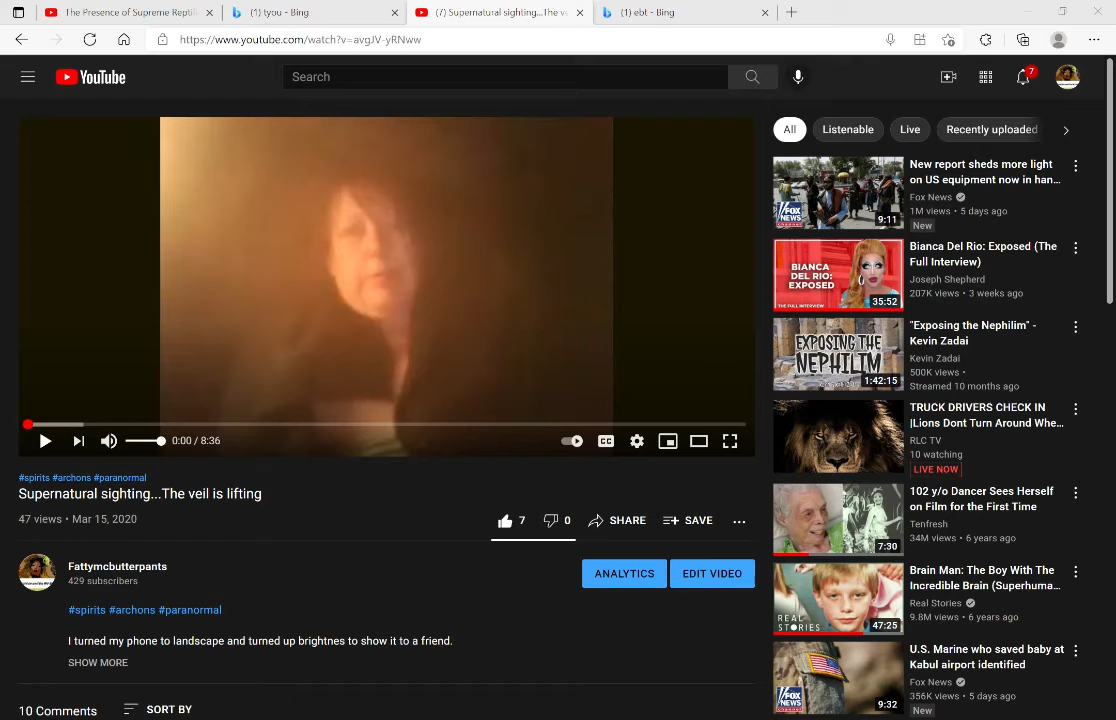 The Presence of Supreme Reptil
(1) tyou - Bing
(7) Supernatural sighting...The ve
(1) ebt - Bing
https://www.youtube.com/watch?v=avgJV-yRNww
YouTube
Search
7
All
Listenable
Live
Recently uploaded
FOX NEWS channel
9:11
New report sheds more light
on US equipment now in han...
Fox News
1M views • 5 days ago
New
BIANCA
DEL RIO:
EXPOSED
THE FULL INTERVIEW
35:52
Bianca Del Rio: Exposed (The
Full Interview)
Joseph Shepherd
207K views • 3 weeks ago
EXPOSING THE
NEPHILIM
1:42:15
"Exposing the Nephilim" -
Kevin Zadai
Kevin Zadai
500K views •
Streamed 10 months ago
TRUCK DRIVERS CHECK IN
|Lions Dont Turn Around Whe...
RLC TV
10 watching
LIVE NOW
7:30
102 y/o Dancer Sees Herself
on Film for the First Time
Tenfresh
34M views • 6 years ago
REAL
STORIES
47:25
Brain Man: The Boy With The
Incredible Brain (Superhuma...
Real Stories
9.8M views • 6 years ago
FOX NEWS
9:32
U.S. Marine who saved baby at
Kabul airport identified
Fox News
356K views • 5 days ago
New
0:00 / 8:36
CC
#spirits #archons #paranormal
Supernatural sighting...The veil is lifting
47 views • Mar 15, 2020
7
0
SHARE
SAVE
Fattymcbutterpants
429 subscribers
ANALYTICS
EDIT VIDEO
#spirits #archons #paranormal
I turned my phone to landscape and turned up brightnes to show it to a friend.
SHOW MORE
10 Comments
SORT BY